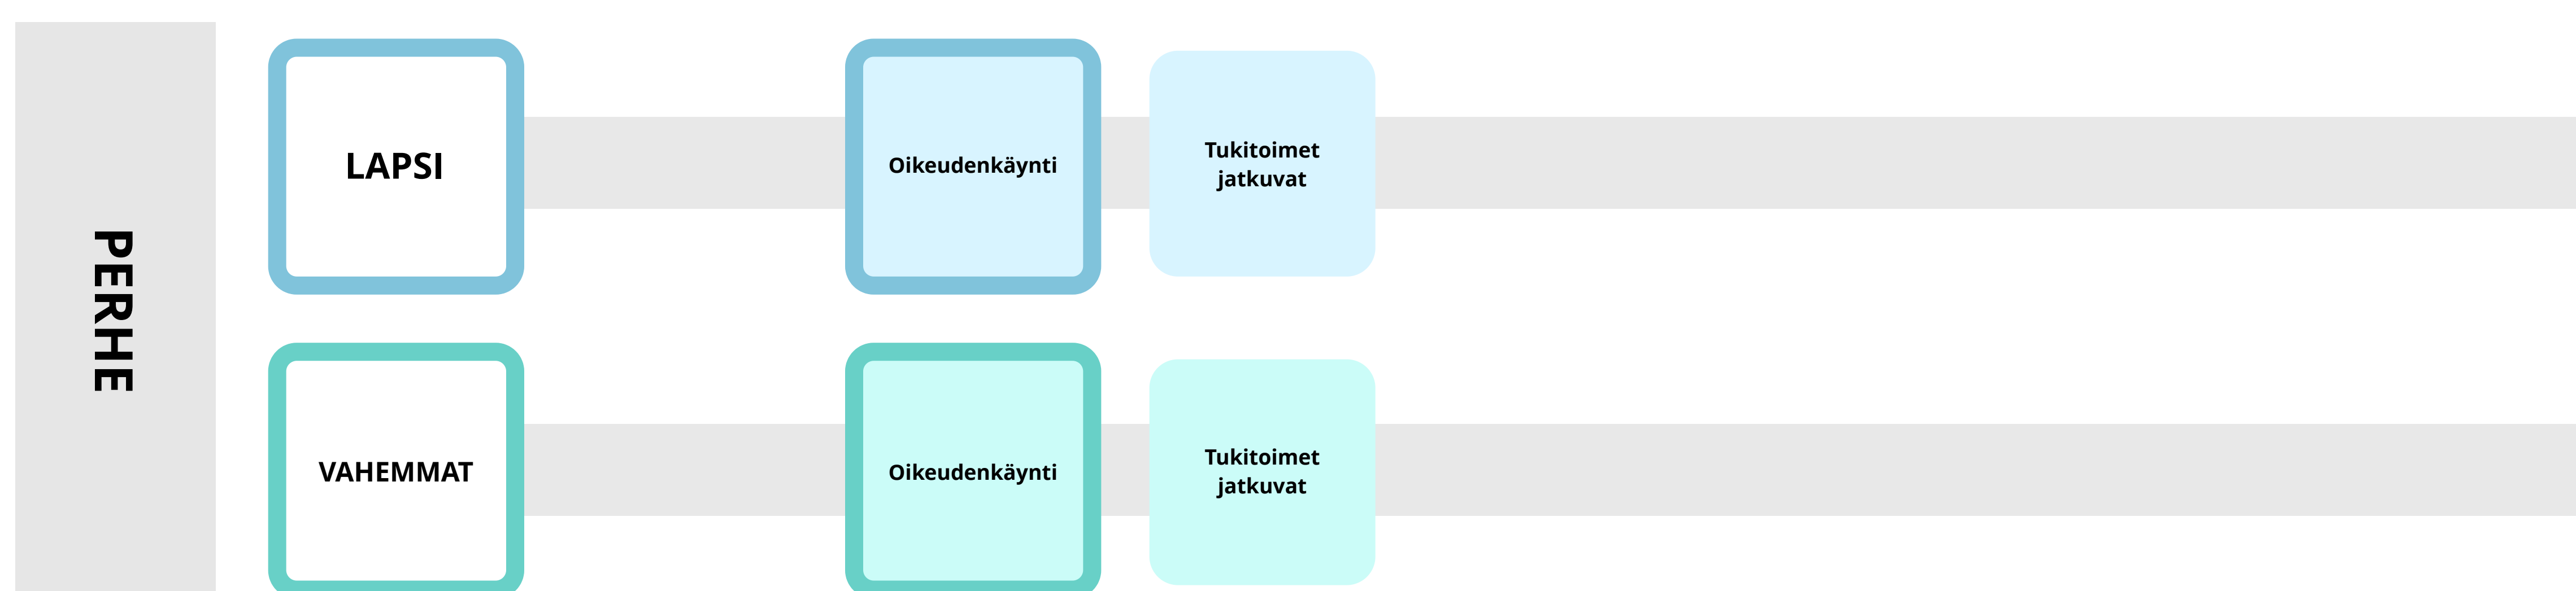 PERHE
LAPSI
Oikeudenkäynti
Tukitoimet
jatkuvat
VAHEMMAT
Oikeudenkäynti
Tukitoimet
jatkuvat